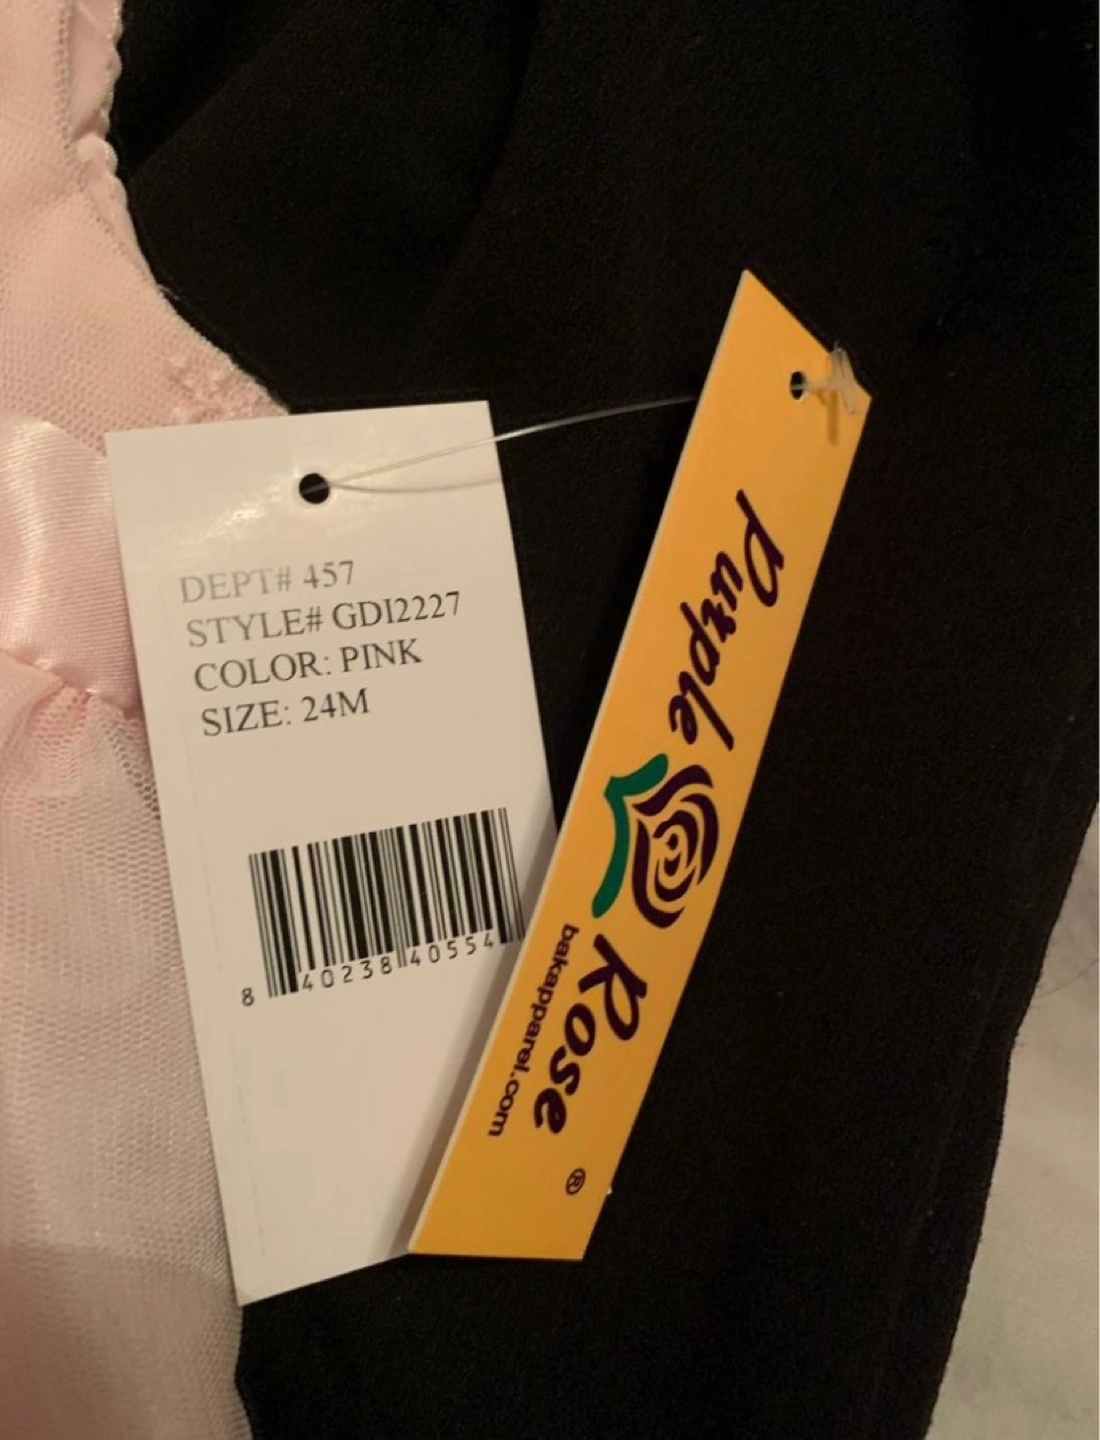 DEPT# 457
STYLE# GDI2227
COLOR: PINK
SIZE: 24M
8 40238 40554
Purple Rose ®
bakapparel.com